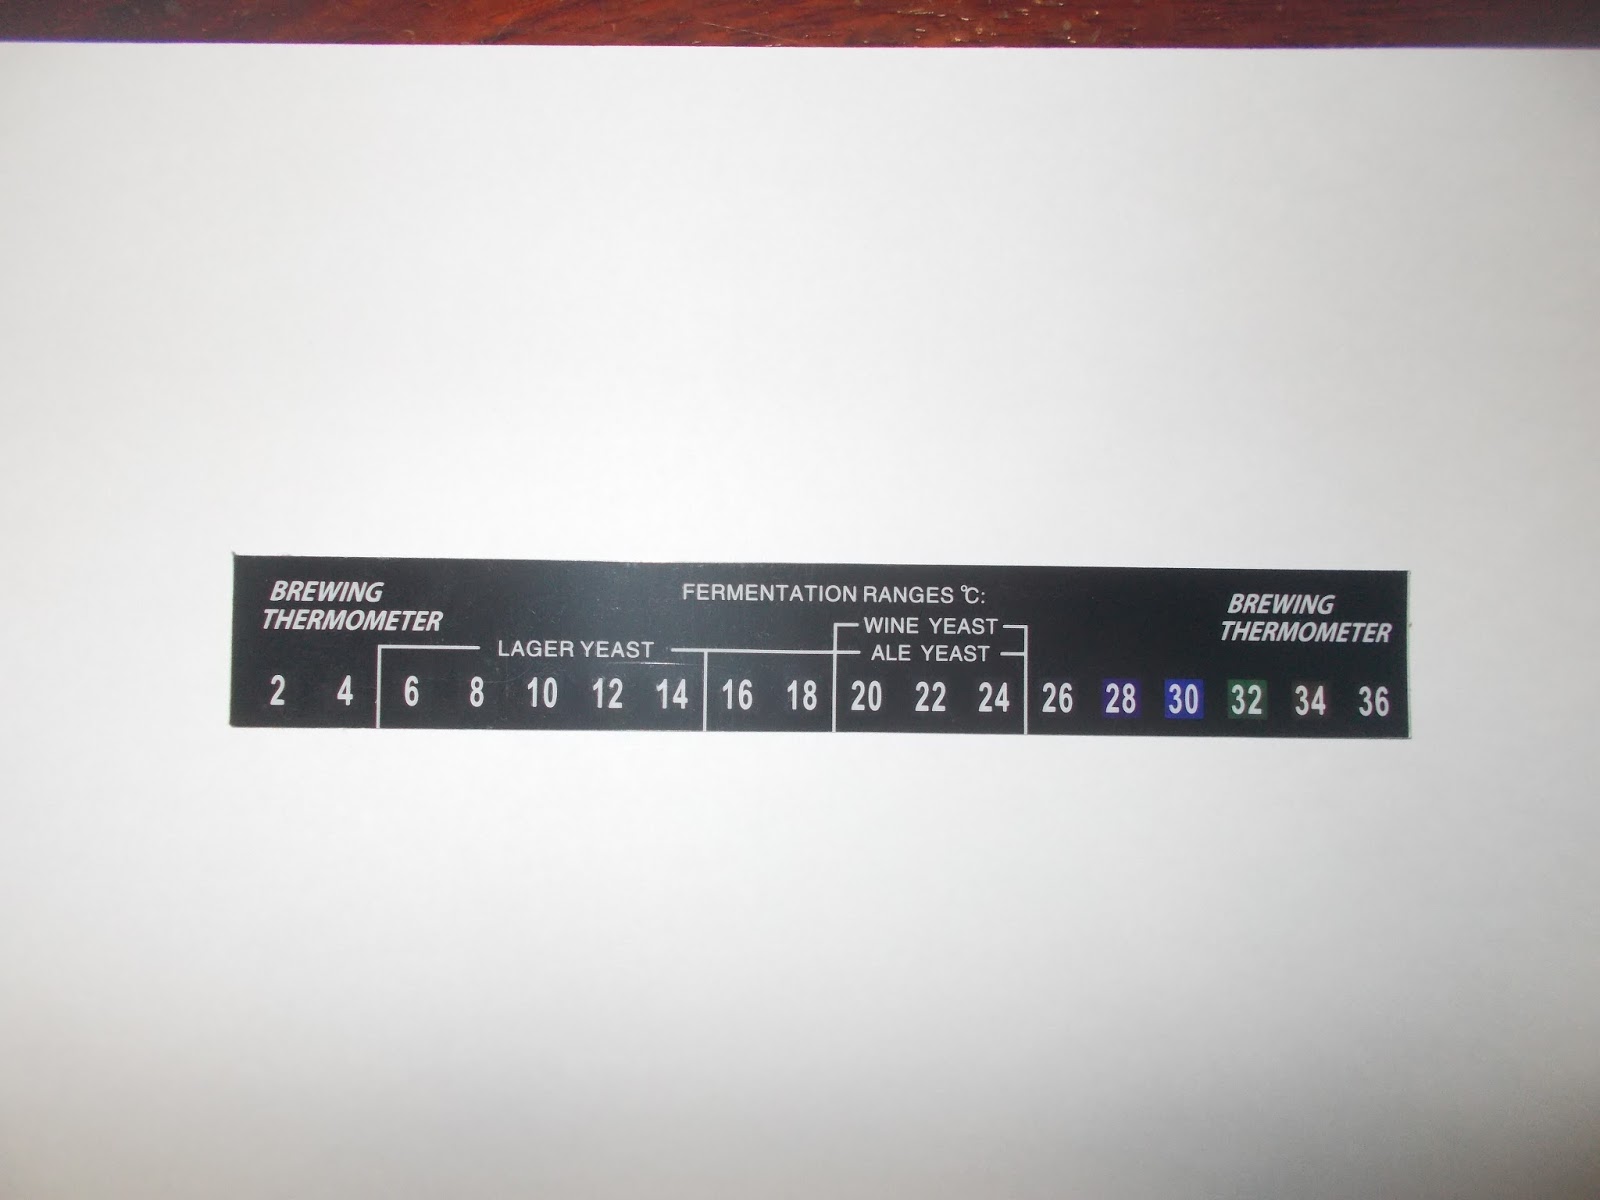 BREWING
THERMOMETER
FERMENTATION RANGES °C:
BREWING
THERMOMETER
WINE YEAST
LAGER YEAST
ALE YEAST
2 4 6 8 10 12 14 16 18 20 22 24 26 28 30 32 34 36